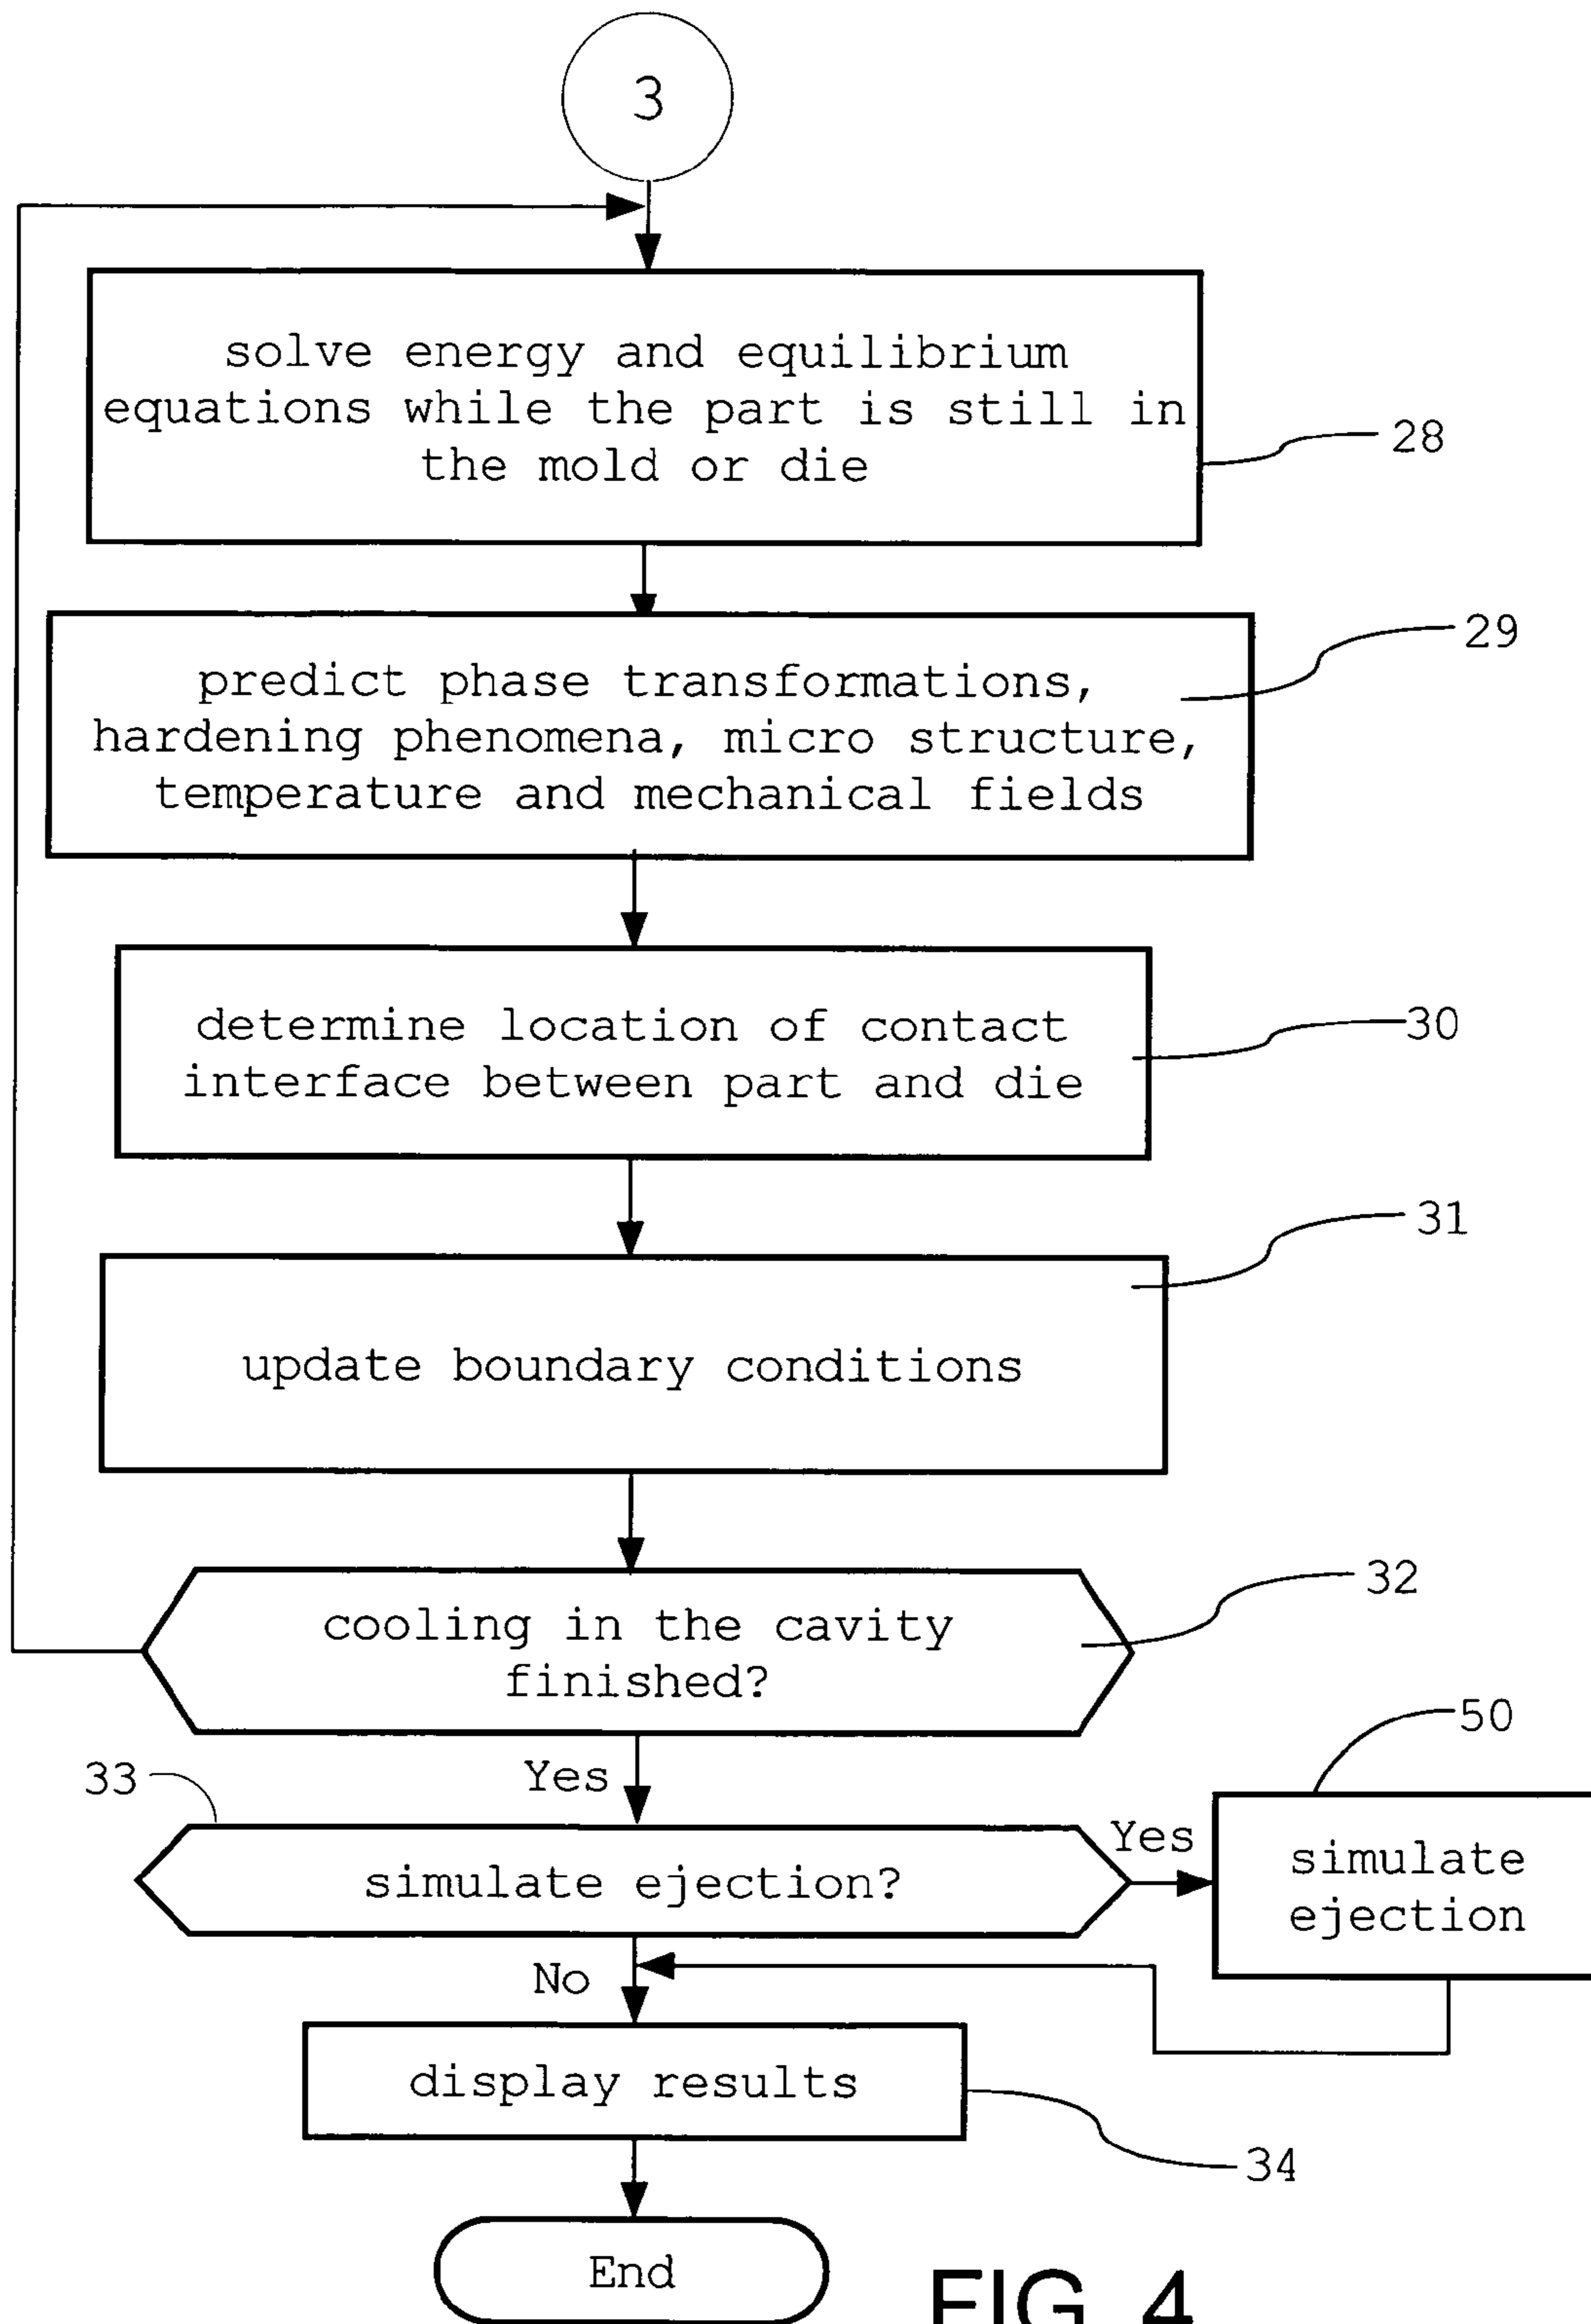 3
solve energy and equilibrium
equations while the part is still in
the mold or die
28
29
predict phase transformations,
hardening phenomena, micro structure,
temperature and mechanical fields
determine location of contact
interface between part and die
30
31
update boundary conditions
cooling in the cavity
finished?
32
50
Yes
33
simulate ejection?
Yes
simulate
ejection
No
display results
34
End
FIG. 4